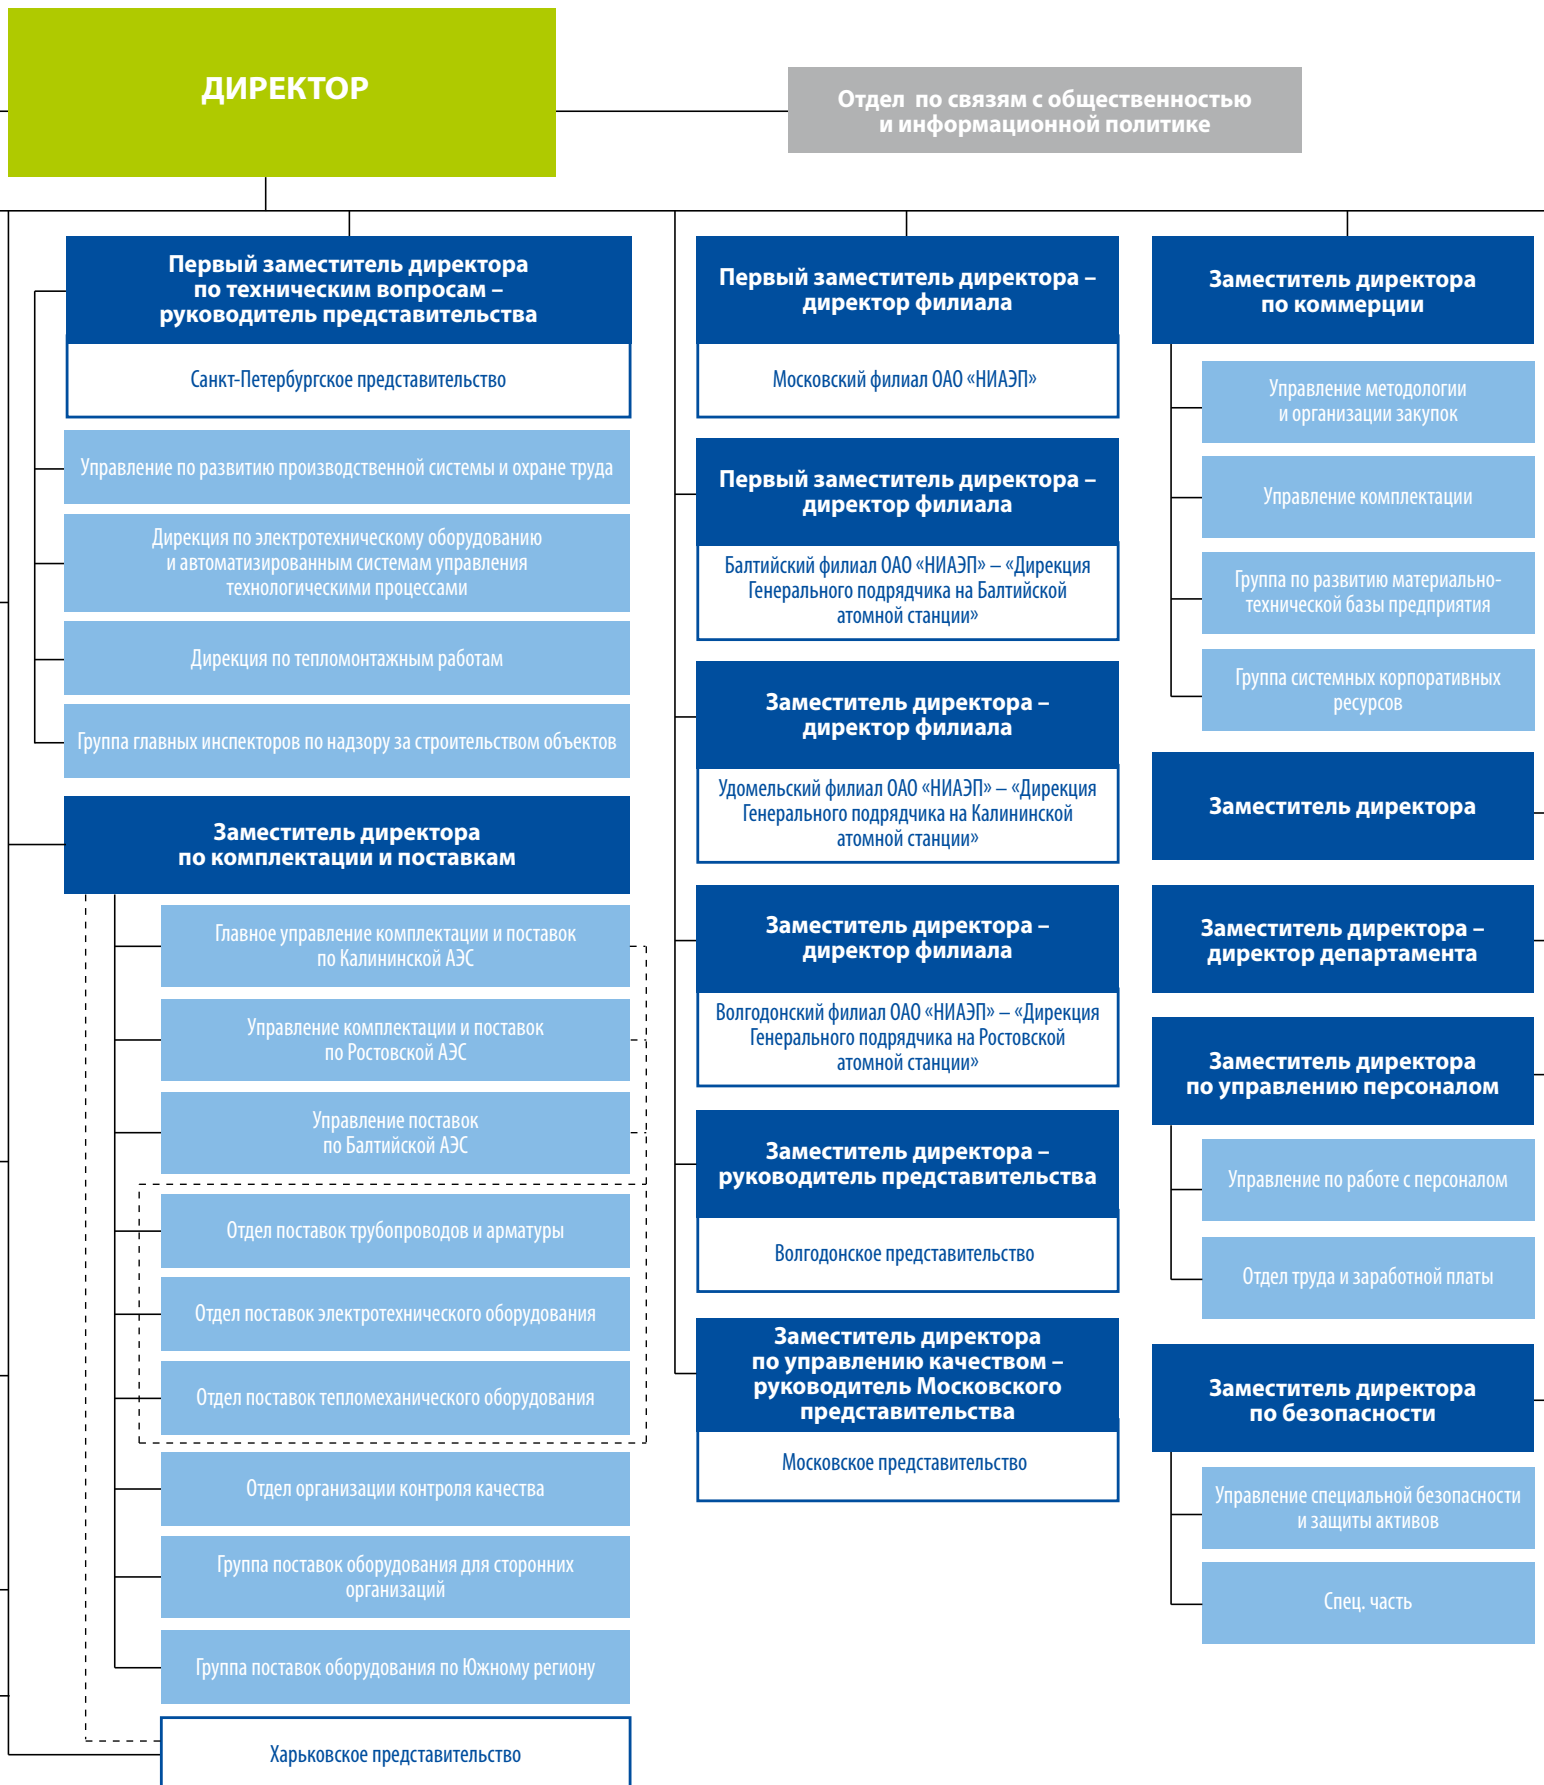 ДИРЕКТОР
Отдел по связям с общественностью
и информационной политике
Первый заместитель директора
по техническим вопросам –
руководитель представительства
Санкт-Петербургское представительство
Управление по развитию производственной системы и охране труда
Дирекция по электротехническому оборудованию
и автоматизированным системам управления
технологическими процессами
Дирекция по тепломонтажным работам
Группа главных инспекторов по надзору за строительством объектов
Заместитель директора
по комплектации и поставкам
Главное управление комплектации и поставок
по Калининской АЭС
Управление комплектации и поставок
по Ростовской АЭС
Управление поставок
по Балтийской АЭС
Отдел поставок трубопроводов и арматуры
Отдел поставок электротехнического оборудования
Отдел поставок тепломеханического оборудования
Отдел организации контроля качества
Группа поставок оборудования для сторонних
организаций
Группа поставок оборудования по Южному региону
Харьковское представительство
Первый заместитель директора –
директор филиала
Московский филиал ОАО «НИАЭП»
Первый заместитель директора –
директор филиала
Балтийский филиал ОАО «НИАЭП» – «Дирекция
Генерального подрядчика на Балтийской
атомной станции»
Заместитель директора –
директор филиала
Удомельский филиал ОАО «НИАЭП» – «Дирекция
Генерального подрядчика на Калининской
атомной станции»
Заместитель директора –
директор филиала
Волгодонский филиал ОАО «НИАЭП» – «Дирекция
Генерального подрядчика на Ростовской
атомной станции»
Заместитель директора –
руководитель представительства
Волгодонское представительство
Заместитель директора
по управлению качеством –
руководитель Московского
представительства
Московское представительство
Заместитель директора
по коммерции
Управление методологии
и организации закупок
Управление комплектации
Группа по развитию материально-
технической базы предприятия
Группа системных корпоративных
ресурсов
Заместитель директора
Заместитель директора –
директор департамента
Заместитель директора
по управлению персоналом
Управление по работе с персоналом
Отдел труда и заработной платы
Заместитель директора
по безопасности
Управление специальной безопасности
и защиты активов
Спец. часть